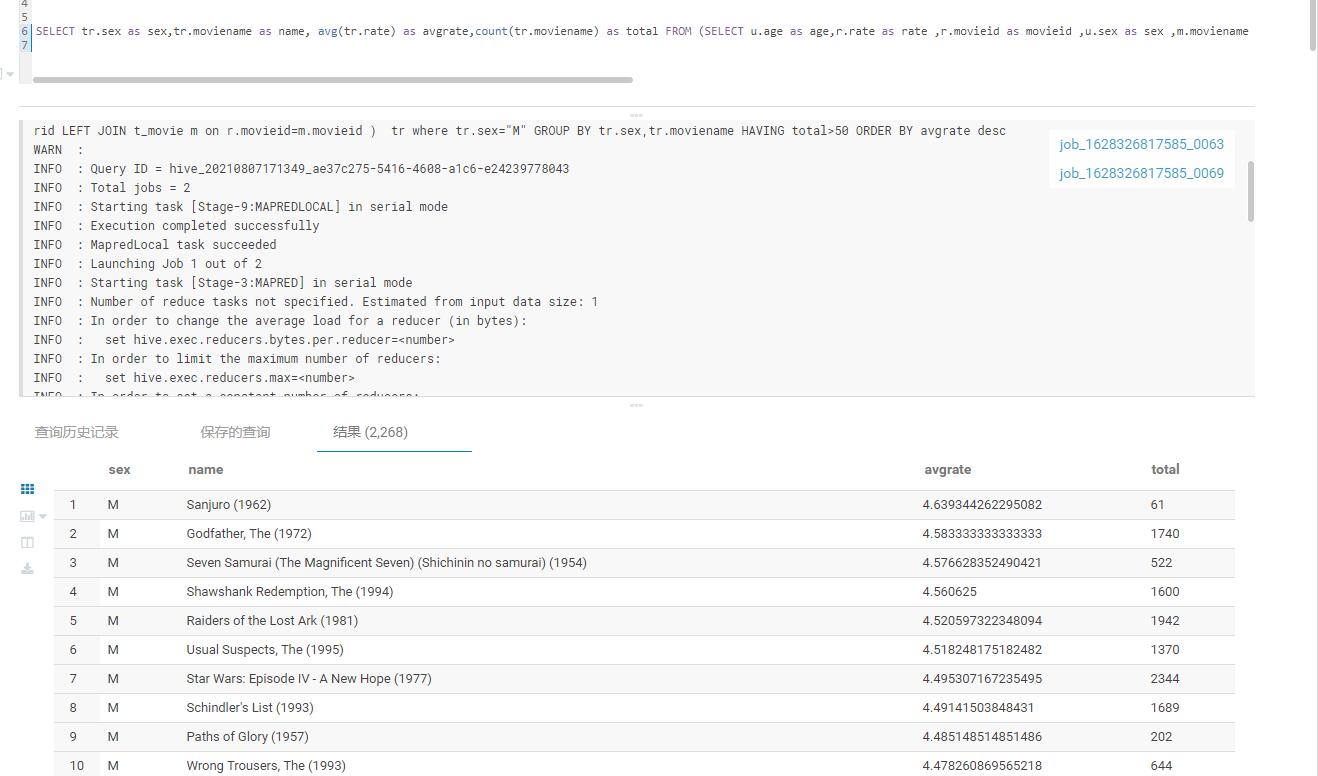 4
5
6 SELECT tr.sex as sex,tr.moviename as name, avg(tr.rate) as avgrate,count(tr.moviename) as total FROM (SELECT u.age as age,r.rate as rate ,r.movieid as movieid ,u.sex as sex ,m.moviename
7
rid LEFT JOIN t_movie m on r.movieid=m.movieid )  tr where tr.sex="M" GROUP BY tr.sex,tr.moviename HAVING total>50 ORDER BY avgrate desc
job_1628326817585_0063
WARN  :
INFO  : Query ID = hive_20210807171349_ae37c275-5416-4608-a1c6-e24239778043
job_1628326817585_0069
INFO  : Total jobs = 2
INFO  : Starting task [Stage-9:MAPREDLOCAL] in serial mode
INFO  : Execution completed successfully
INFO  : MapredLocal task succeeded
INFO  : Launching Job 1 out of 2
INFO  : Starting task [Stage-3:MAPRED] in serial mode
INFO  : Number of reduce tasks not specified. Estimated from input data size: 1
INFO  : In order to change the average load for a reducer (in bytes):
INFO  :   set hive.exec.reducers.bytes.per.reducer=<number>
INFO  : In order to limit the maximum number of reducers:
INFO  :   set hive.exec.reducers.max=<number>
INFO  : In order to set a constant number of reducers:
查询历史记录 保存的查询 结果 (2,268)
sex name avgrate total
1 M Sanjuro (1962) 4.639344262295082 61
2 M Godfather, The (1972) 4.583333333333333 1740
3 M Seven Samurai (The Magnificent Seven) (Shichinin no samurai) (1954) 4.576628352490421 522
4 M Shawshank Redemption, The (1994) 4.560625 1600
5 M Raiders of the Lost Ark (1981) 4.520597322348094 1942
6 M Usual Suspects, The (1995) 4.518248175182482 1370
7 M Star Wars: Episode IV - A New Hope (1977) 4.495307167235495 2344
8 M Schindler's List (1993) 4.49141503848431 1689
9 M Paths of Glory (1957) 4.485148514851486 202
10 M Wrong Trousers, The (1993) 4.478260869565218 644